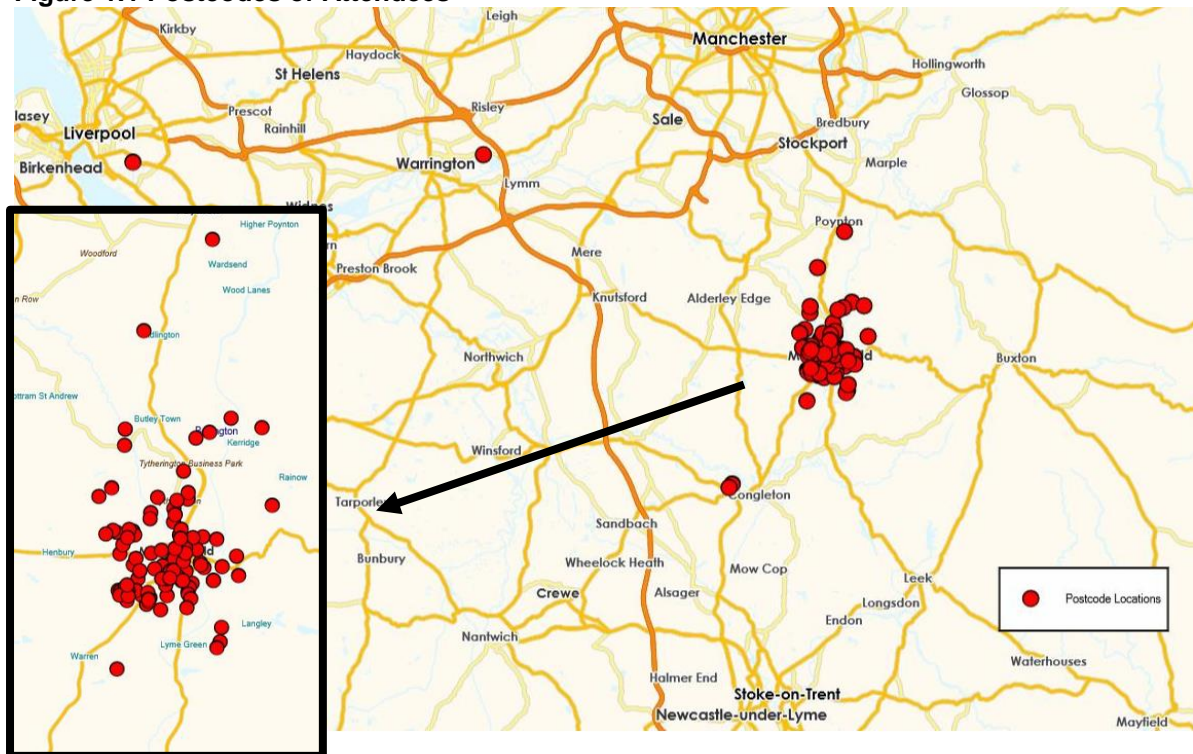 Kirkby
Leigh
Manchester
Haydock
St Helens
Hollingworth
Glossop
Prescot
Risley
Rainhill
Sale
Bredbury
Liverpool
Stockport
Birkenhead
Warrington
Marple
Lymm
Poynton
Mere
Preston Brook
Knutsford
Alderley Edge
Northwich
Buxton
Winsford
Congleton
Sandbach
Bunbury
Wheelock Heath
Mow Cop
Crewe
Alsager
Leek
Longsdon
Endon
Nantwich
Waterhouses
Halmer End
Stoke-on-Trent
Newcastle-under-Lyme
Mayfield
Postcode Locations
Higher Poynton
Woodford
Wardsend
Wood Lanes
Butley Town
Kerridge
Tytherington Business Park
Rainow
Henbury
Langley
Lyme Green
Warren